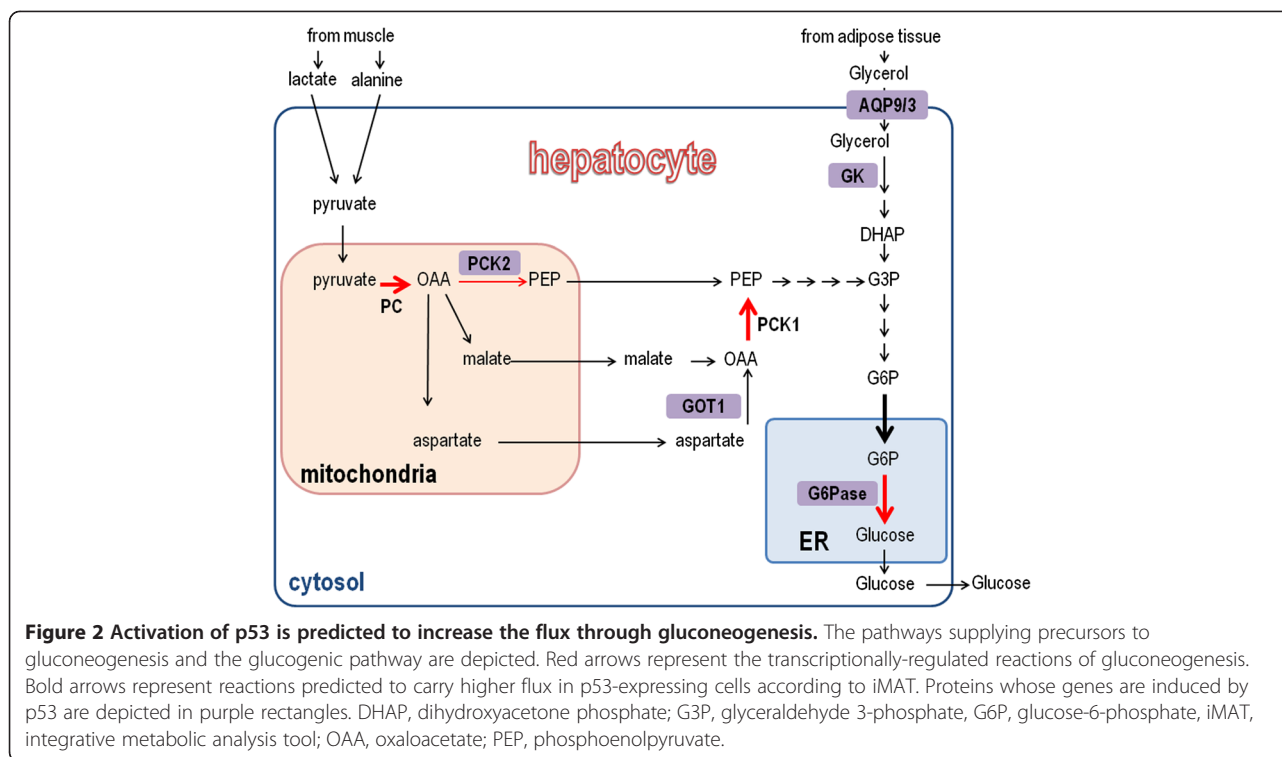 from muscle
from adipose tissue
lactate alanine
Glycerol
AQP9/3
Glycerol
hepatocyte
GK
pyruvate
DHAP
pyruvate OAA PCK2 PEP PEP G3P
PC
PCK1
malate malate OAA
G6P
GOT1
aspartate aspartate
mitochondria
G6P
G6Pase
ER Glucose
cytosol
Glucose Glucose
Figure 2 Activation of p53 is predicted to increase the flux through gluconeogenesis. The pathways supplying precursors to
gluconeogenesis and the glucogenic pathway are depicted. Red arrows represent the transcriptionally-regulated reactions of gluconeogenesis.
Bold arrows represent reactions predicted to carry higher flux in p53-expressing cells according to iMAT. Proteins whose genes are induced by
p53 are depicted in purple rectangles. DHAP, dihydroxyacetone phosphate; G3P, glyceraldehyde 3-phosphate, G6P, glucose-6-phosphate, iMAT,
integrative metabolic analysis tool; OAA, oxaloacetate; PEP, phosphoenolpyruvate.